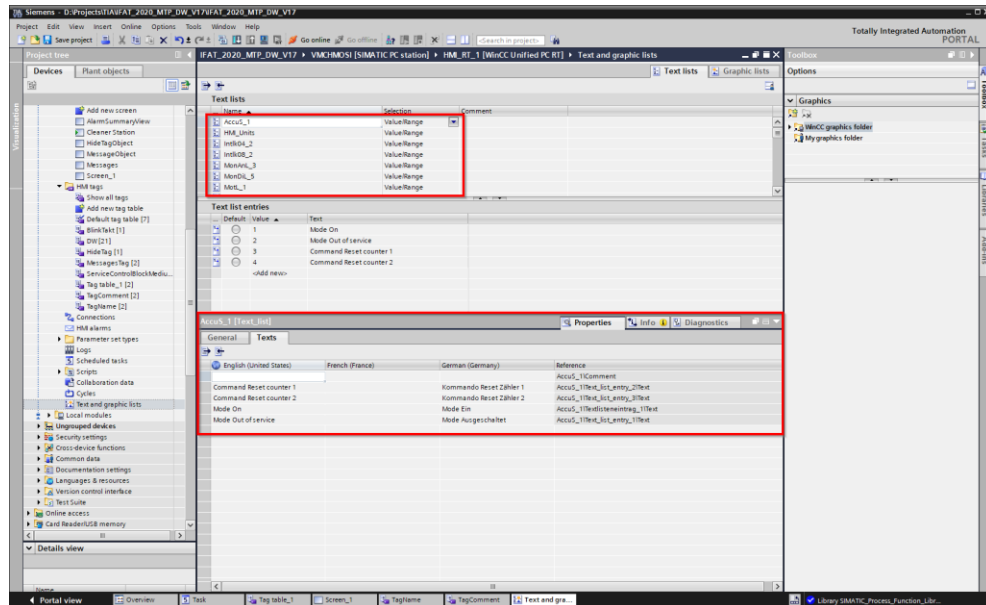 Siemens - D:\Projects\TIA\IFAT_2020_MTP_DW_V17\IFAT_2020_MTP_DW_V17
Project Edit View Insert Online Options Tools Window Help
Totally Integrated Automation
PORTAL
Save project
Go online
Go offline
<Search in project>
Project tree
IFAT_2020_MTP_DW_V17 VMCHMOSI [SIMATIC PC station] HMI_RT_1 [WinCC Unified PC RT] Text and graphic lists
Toolbox
Devices
Plant objects
Text lists
Graphic lists
Options
Visualization
Add new screen
AlarmSummaryView
Cleaner Station
HideTagObject
MessageObject
Messages
Screen_1
HMI tags
Show all tags
Add new tag table
Default tag table [7]
BlinkTakt [1]
DW [21]
HideTag [1]
MessagesTag [2]
ServiceControlBlockMediu...
Tag table_1 [2]
TagComment [2]
TagName [2]
Connections
HMI alarms
Parameter set types
Logs
Scheduled tasks
Scripts
Collaboration data
Cycles
Text and graphic lists
Local modules
Ungrouped devices
Security settings
Cross-device functions
Common data
Documentation settings
Languages & resources
Version control interface
Test Suite
Online access
Card Reader/USB memory
Details view
Name
Text lists
... Name Selection Comment
AccuS_1 Value/Range
HMI_Units Value/Range
Intlk04_2 Value/Range
Intlk08_2 Value/Range
MonAnL_3 Value/Range
MonDiL_5 Value/Range
MotL_1 Value/Range
Text list entries
... Default Value Text
1 Mode On
2 Mode Out of service
3 Command Reset counter 1
4 Command Reset counter 2
<Add new>
AccuS_1 [Text_list]
Properties
Info
Diagnostics
General
Texts
English (United States) French (France) German (Germany) Reference
AccuS_1\Comment
Command Reset counter 1 Kommando Reset Zähler 1 AccuS_1\Text_list_entry_2\Text
Command Reset counter 2 Kommando Reset Zähler 2 AccuS_1\Text_list_entry_3\Text
Mode On Mode Ein AccuS_1\Textlisteneintrag_1\Text
Mode Out of service Mode Ausgeschaltet AccuS_1\Text_list_entry_1\Text
Graphics
WinCC graphics folder
My graphics folder
Toolbox
Tasks
Libraries
Add-ins
Portal view
Overview
Task
Tag table_1
Screen_1
TagName
TagComment
Text and gra...
Library SIMATIC_Process_Function_Libr...